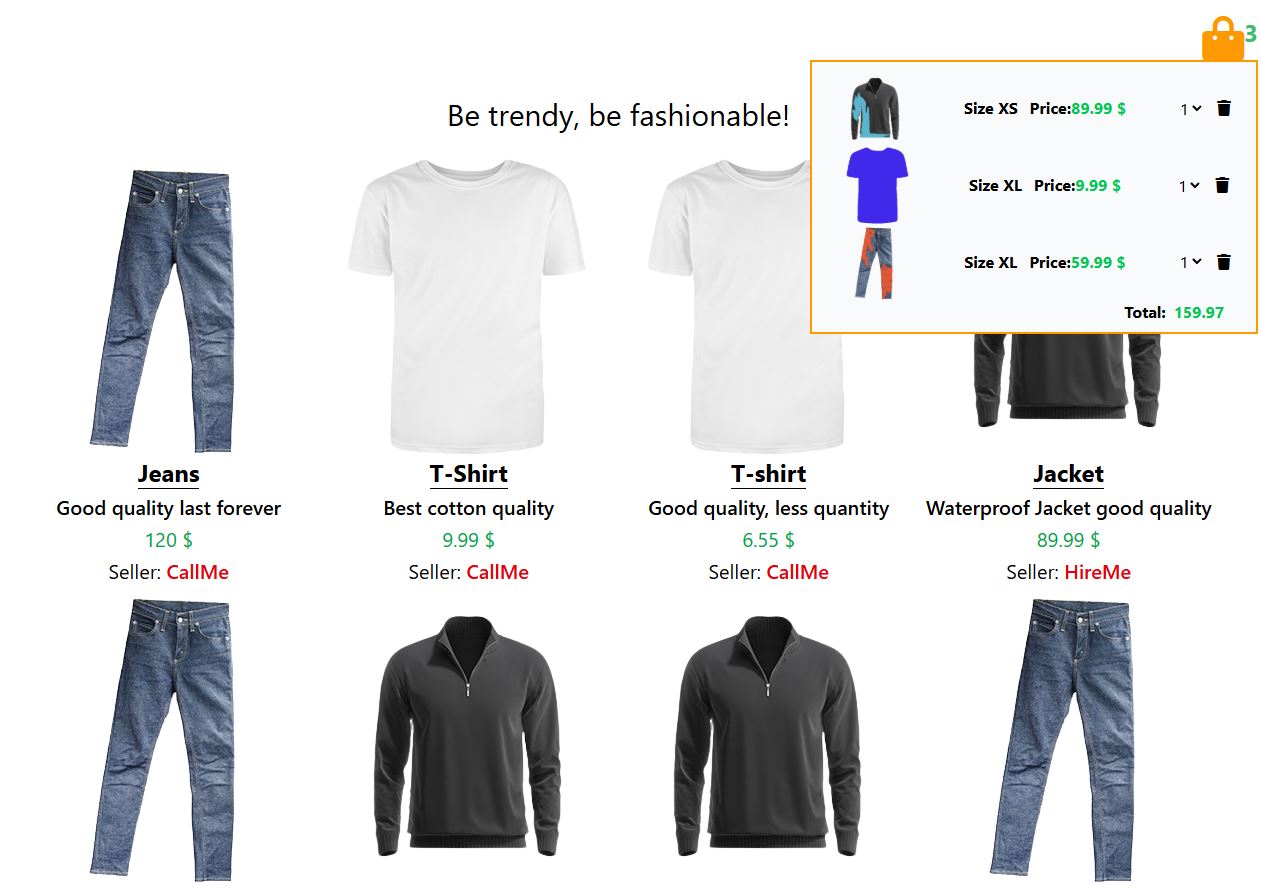 3
Be trendy, be fashionable!
Size XS Price:89.99 $ 1
Size XL Price:9.99 $ 1
Size XL Price:59.99 $ 1
Total: 159.97
Jeans
Good quality last forever
120 $
Seller: CallMe
T-Shirt
Best cotton quality
9.99 $
Seller: CallMe
T-shirt
Good quality, less quantity
6.55 $
Seller: CallMe
Jacket
Waterproof Jacket good quality
89.99 $
Seller: HireMe